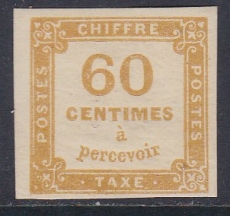 CHIFFRE
POSTES
60
CENTIMES
à
percevoir
POSTES
TAXE